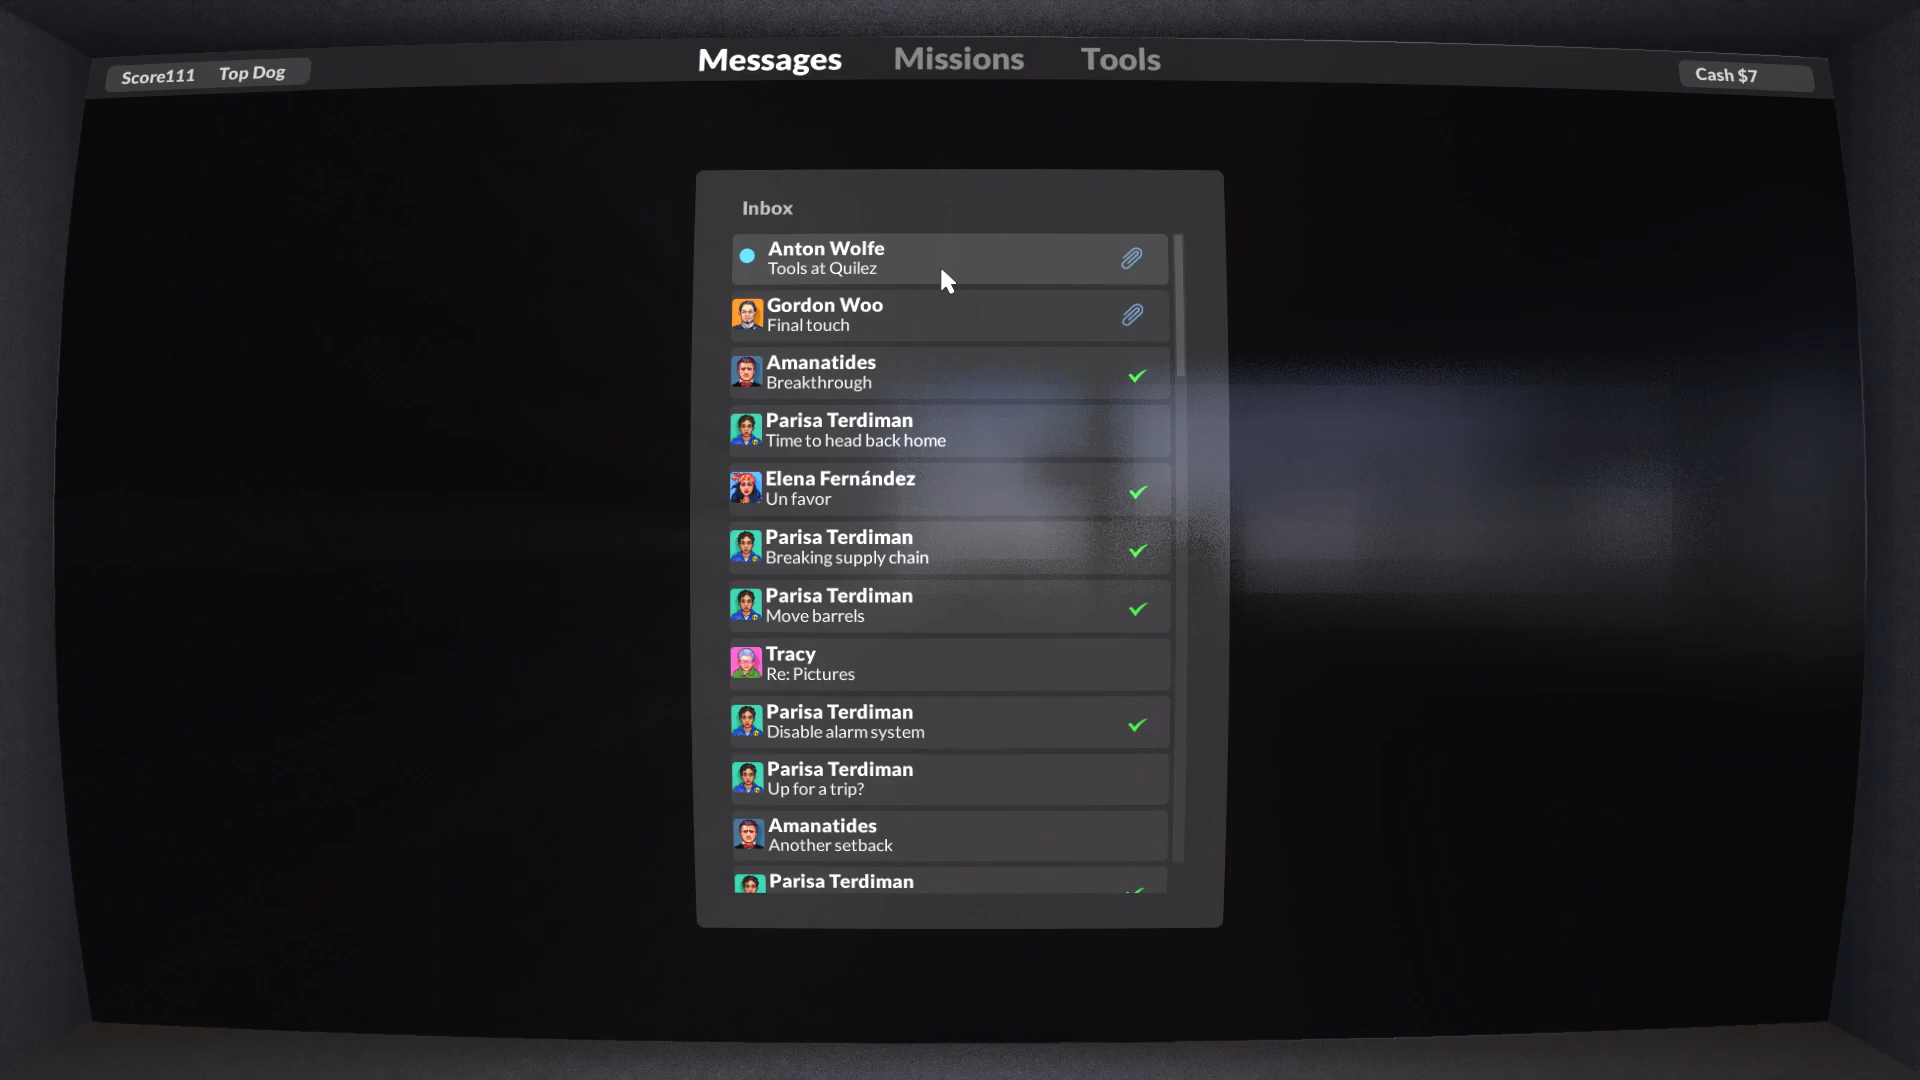 Score111 Top Dog
Messages Missions Tools
Cash $7
Inbox
Anton Wolfe
Tools at Quilez
Gordon Woo
Final touch
Amanatides
Breakthrough
Parisa Terdiman
Time to head back home
Elena Fernández
Un favor
Parisa Terdiman
Breaking supply chain
Parisa Terdiman
Move barrels
Tracy
Re: Pictures
Parisa Terdiman
Disable alarm system
Parisa Terdiman
Up for a trip?
Amanatides
Another setback
Parisa Terdiman